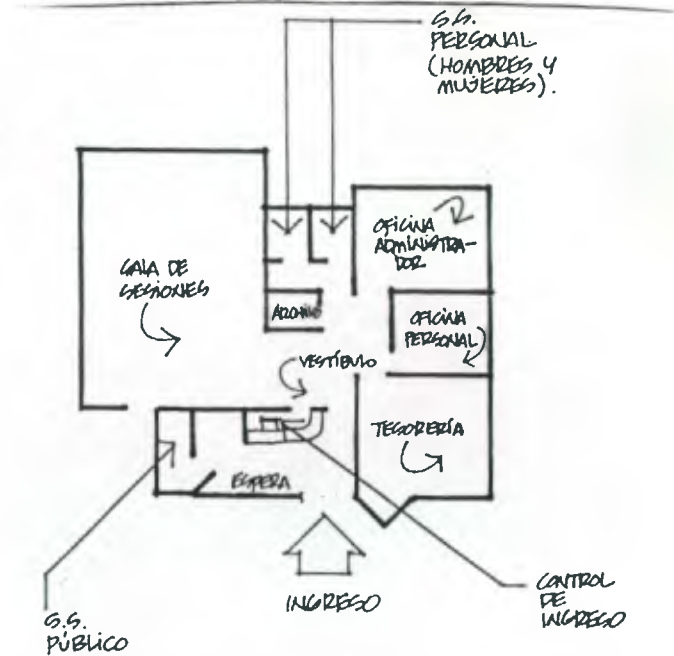 S.S.
PERSONAL
(HOMBRES Y
MUJERES).
OFICINA
ADMINISTRA-
DOR
SALA DE
SESIONES
ARCHIVO
OFICINA
PERSONAL
VESTÍBULO
TESORERÍA
ESPERA
INGRESO
CONTROL
DE
INGRESO
S.S.
PÚBLICO